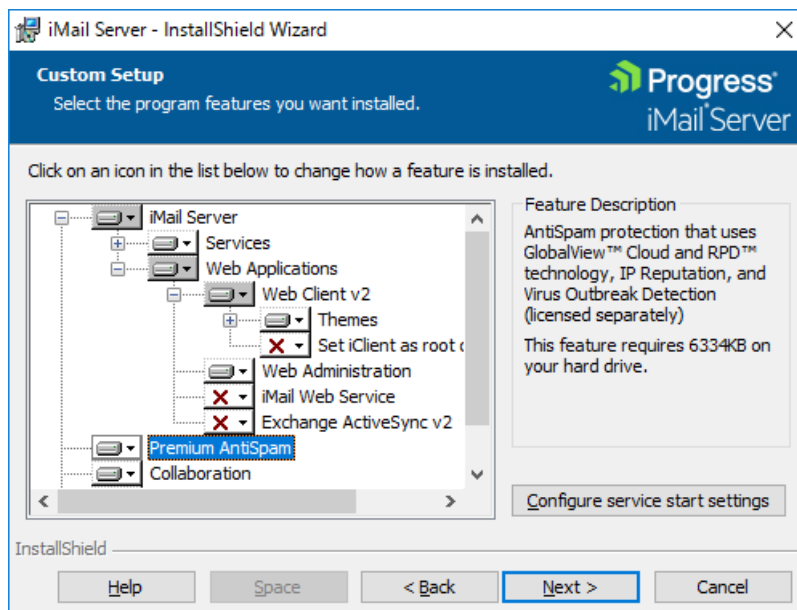 iMail Server - InstallShield Wizard
Custom Setup
Select the program features you want installed.
Progress
iMail Server
Click on an icon in the list below to change how a feature is installed.
iMail Server
Services
Web Applications
Web Client v2
Themes
Set iClient as root
Web Administration
iMail Web Service
Exchange ActiveSync v2
Premium AntiSpam
Collaboration
Feature Description
AntiSpam protection that uses
GlobalView™ Cloud and RPD™
technology, IP Reputation, and
Virus Outbreak Detection
(licensed separately)
This feature requires 6334KB on
your hard drive.
Configure service start settings
InstallShield
Help
Space
< Back
Next >
Cancel